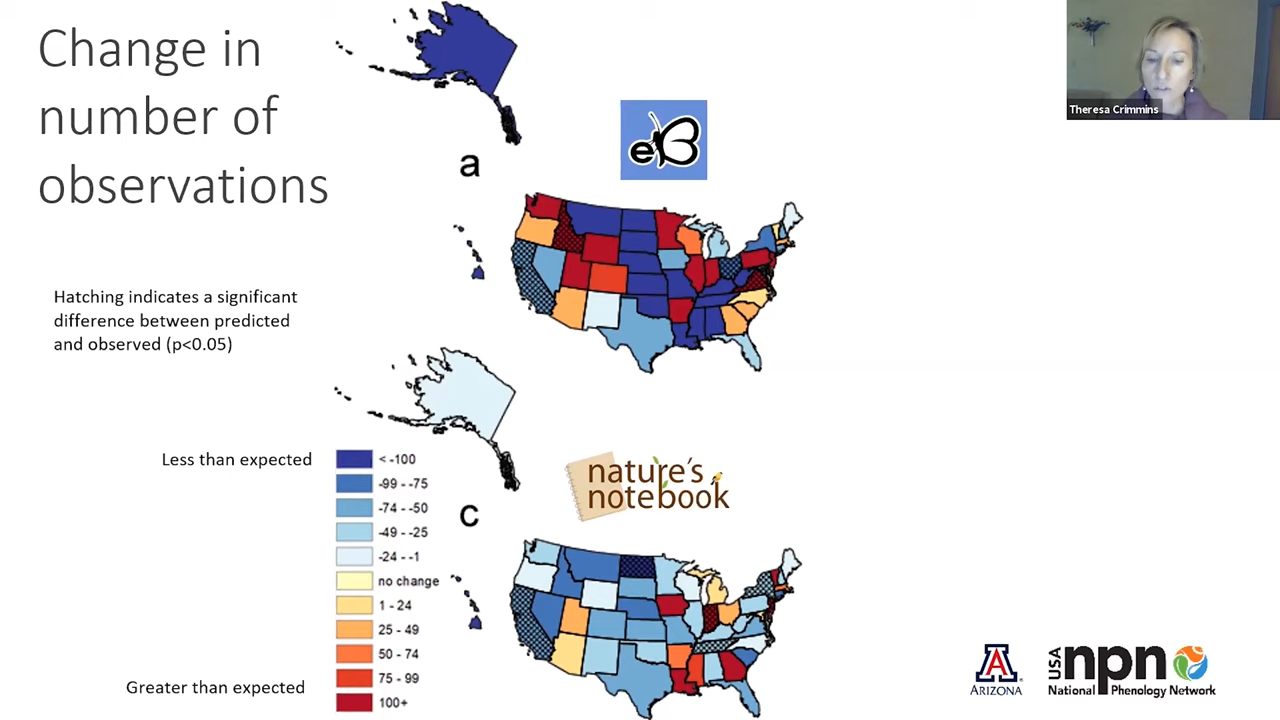 Change in
number of
observations
Theresa Crimmins
a
eB
Hatching indicates a significant
difference between predicted
and observed (p<0.05)
Less than expected
< -100
-99 - -75
-74 - -50
-49 - -25
-24 - -1
no change
1 - 24
25 - 49
50 - 74
75 - 99
100+
Greater than expected
c
nature's
notebook
A
ARIZONA
USA
npn
National Phenology Network